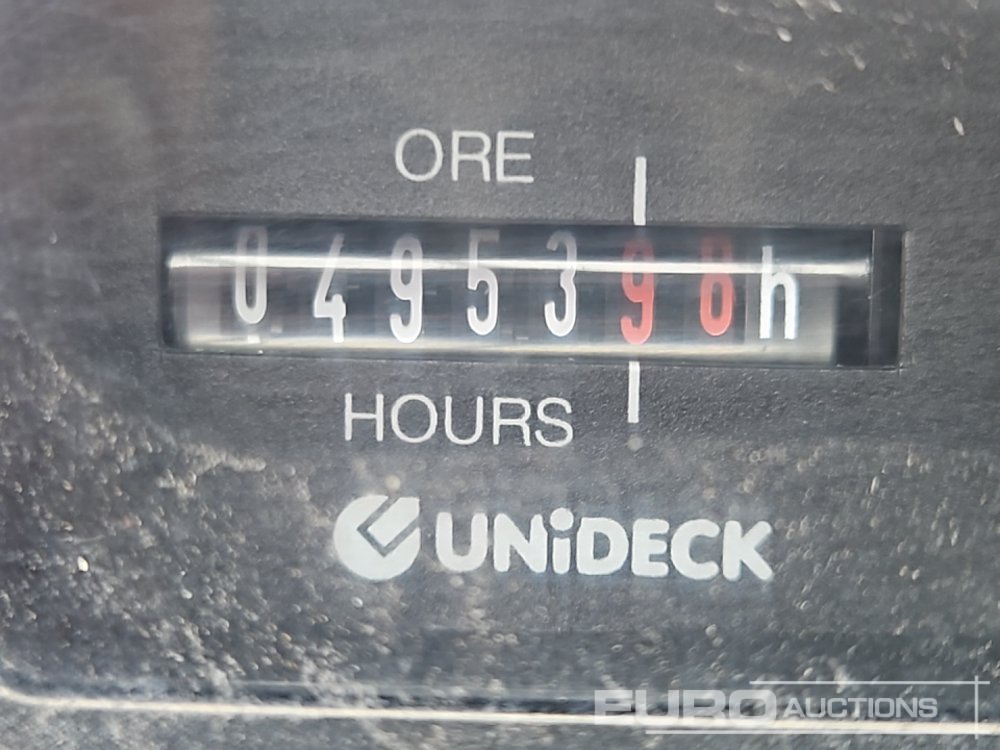 ORE
0495398h
HOURS
UNiDECK
EURO AUCTIONS